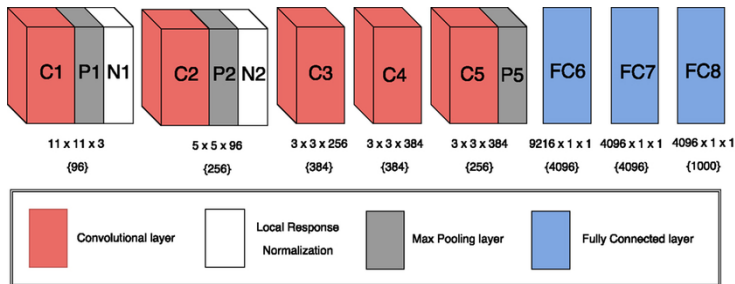 C1 P1 N1 C2 P2 N2 C3 C4 C5 P5 FC6 FC7 FC8
11 x 11 x 3 5 x 5 x 96 3 x 3 x 256 3 x 3 x 384 3 x 3 x 384 9216 x 1 x 1 4096 x 1 x 1 4096 x 1 x 1
{96} {256} {384} {384} {256} {4096} {4096} {1000}
Convolutional layer
Local Response
Normalization
Max Pooling layer
Fully Connected layer